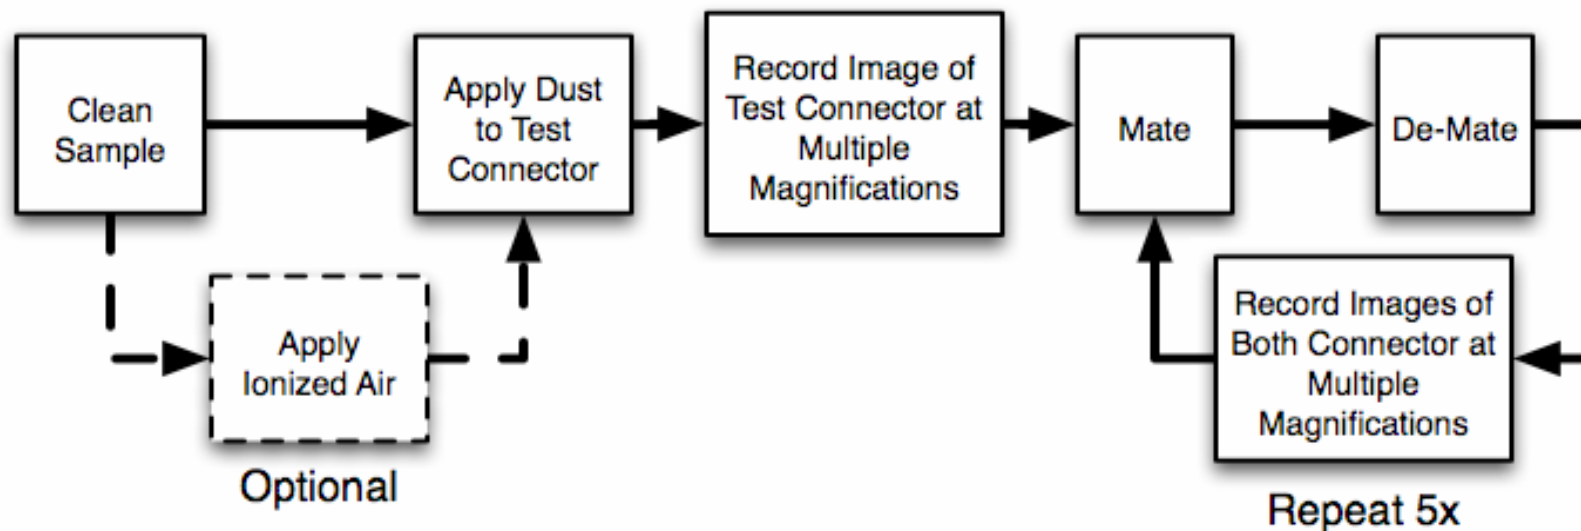 Clean
Sample
Apply Dust
to Test
Connector
Record Image of
Test Connector at
Multiple
Magnifications
Mate
De-Mate
Apply
Ionized Air
Optional
Record Images of
Both Connector at
Multiple
Magnifications
Repeat 5x